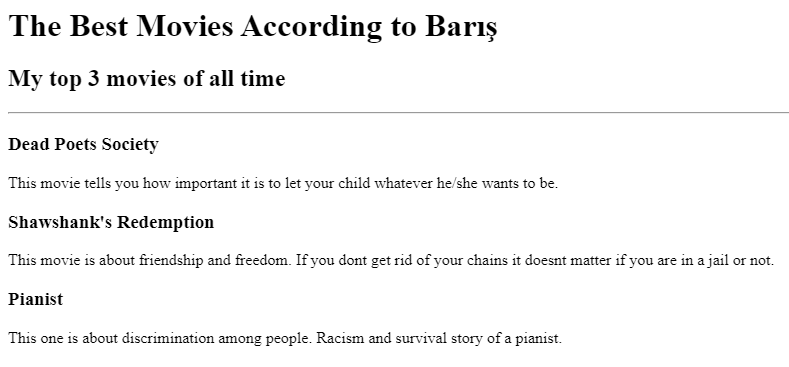 The Best Movies According to Barış
My top 3 movies of all time
Dead Poets Society
This movie tells you how important it is to let your child whatever he/she wants to be.
Shawshank's Redemption
This movie is about friendship and freedom. If you dont get rid of your chains it doesnt matter if you are in a jail or not.
Pianist
This one is about discrimination among people. Racism and survival story of a pianist.